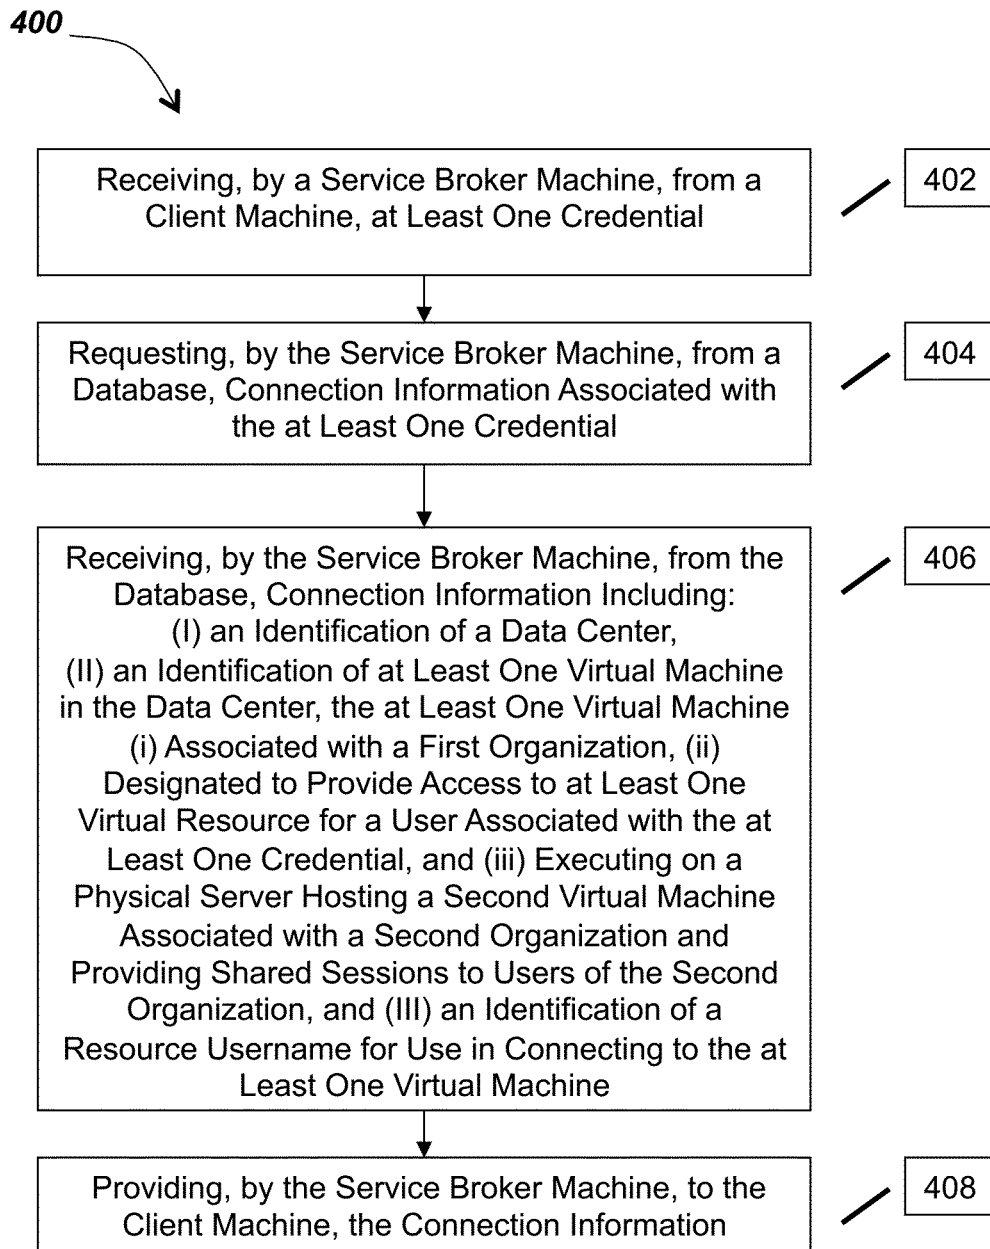 400
Receiving, by a Service Broker Machine, from a
Client Machine, at Least One Credential
402
Requesting, by the Service Broker Machine, from a
Database, Connection Information Associated with
the at Least One Credential
404
Receiving, by the Service Broker Machine, from the
Database, Connection Information Including:
(I) an Identification of a Data Center,
(II) an Identification of at Least One Virtual Machine
in the Data Center, the at Least One Virtual Machine
(i) Associated with a First Organization, (ii)
Designated to Provide Access to at Least One
Virtual Resource for a User Associated with the at
Least One Credential, and (iii) Executing on a
Physical Server Hosting a Second Virtual Machine
Associated with a Second Organization and
Providing Shared Sessions to Users of the Second
Organization, and (III) an Identification of a
Resource Username for Use in Connecting to the at
Least One Virtual Machine
406
Providing, by the Service Broker Machine, to the
Client Machine, the Connection Information
408